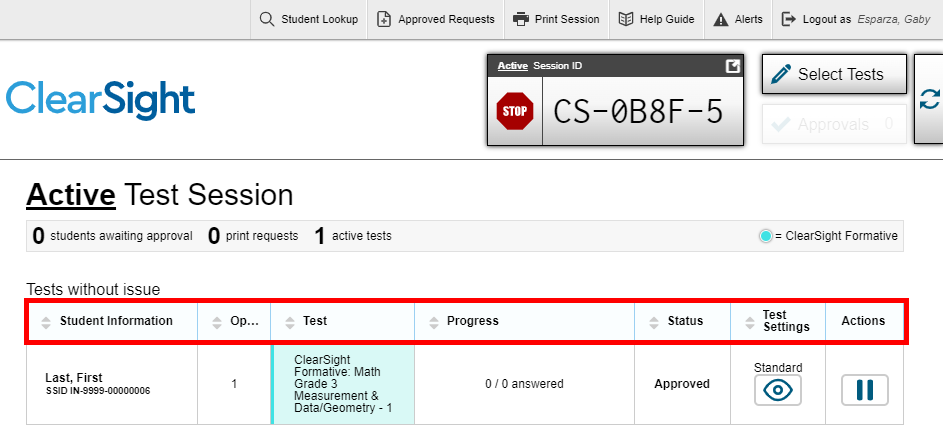 Student Lookup Approved Requests Print Session Help Guide Alerts Logout as Esparza, Gaby
ClearSight
Active Session ID
STOP CS-0B8F-5
Select Tests
Approvals 0
Active Test Session
0 students awaiting approval 0 print requests 1 active tests = ClearSight Formative
Tests without issue
Student Information Op... Test Progress Status Test Settings Actions
Last, First
SSID IN-9999-00000006
1
ClearSight
Formative: Math
Grade 3
Measurement &
Data/Geometry - 1
0 / 0 answered
Approved
Standard